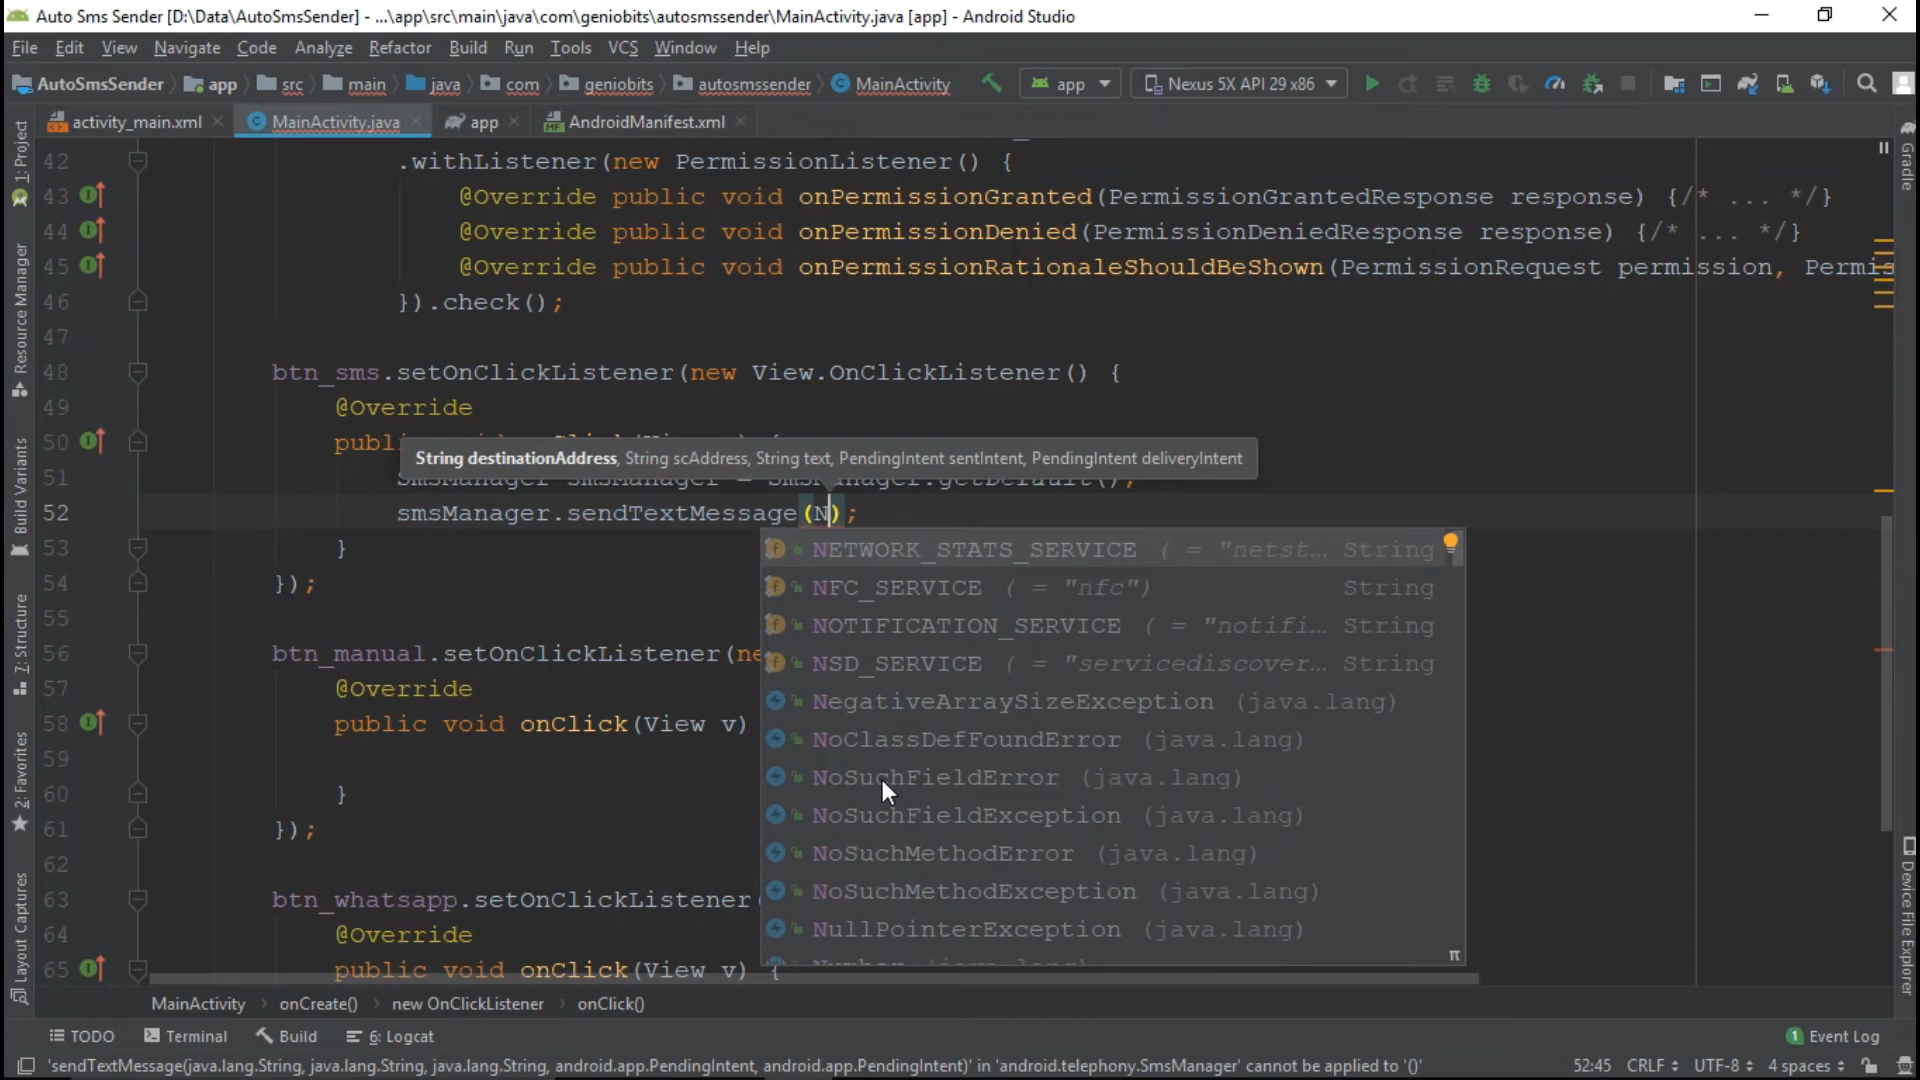 Auto Sms Sender [D:\Data\AutoSmsSender] - ...\app\src\main\java\com\geniobits\autosmssender\MainActivity.java [app] - Android Studio
File Edit View Navigate Code Analyze Refactor Build Run Tools VCS Window Help
AutoSmsSender app src main java com geniobits autosmssender MainActivity app Nexus 5X API 29 x86
activity_main.xml MainActivity.java app AndroidManifest.xml
1: Project
Resource Manager
Build Variants
7: Structure
2: Favorites
Layout Captures
Gradle
Device File Explorer
42 .withListener(new PermissionListener() {
43 @Override public void onPermissionGranted(PermissionGrantedResponse response) {/* ... */}
44 @Override public void onPermissionDenied(PermissionDeniedResponse response) {/* ... */}
45 @Override public void onPermissionRationaleShouldBeShown(PermissionRequest permission, Permis
46 }).check();
47
48 btn_sms.setOnClickListener(new View.OnClickListener() {
49 @Override
50 publ
String destinationAddress, String scAddress, String text, PendingIntent sentIntent, PendingIntent deliveryIntent
51 SmsManager smsManager = SmsManager.getDefault();
52 smsManager.sendTextMessage(N);
53 }
54 });
55
56 btn_manual.setOnClickListener(ne
57 @Override
58 public void onClick(View v)
59
60 }
61 });
62
63 btn_whatsapp.setOnClickListener(
64 @Override
65 public void onClick(View v) {
NETWORK_STATS_SERVICE ( = "netst... String
NFC_SERVICE ( = "nfc") String
NOTIFICATION_SERVICE ( = "notifi... String
NSD_SERVICE ( = "servicediscover... String
NegativeArraySizeException (java.lang)
NoClassDefFoundError (java.lang)
NoSuchFieldError (java.lang)
NoSuchFieldException (java.lang)
NoSuchMethodError (java.lang)
NoSuchMethodException (java.lang)
NullPointerException (java.lang)
π
MainActivity onCreate() new OnClickListener onClick()
TODO Terminal Build 6: Logcat 1 Event Log
'sendTextMessage(java.lang.String, java.lang.String, java.lang.String, android.app.PendingIntent, android.app.PendingIntent)' in 'android.telephony.SmsManager' cannot be applied to '()' 52:45 CRLF UTF-8 4 spaces